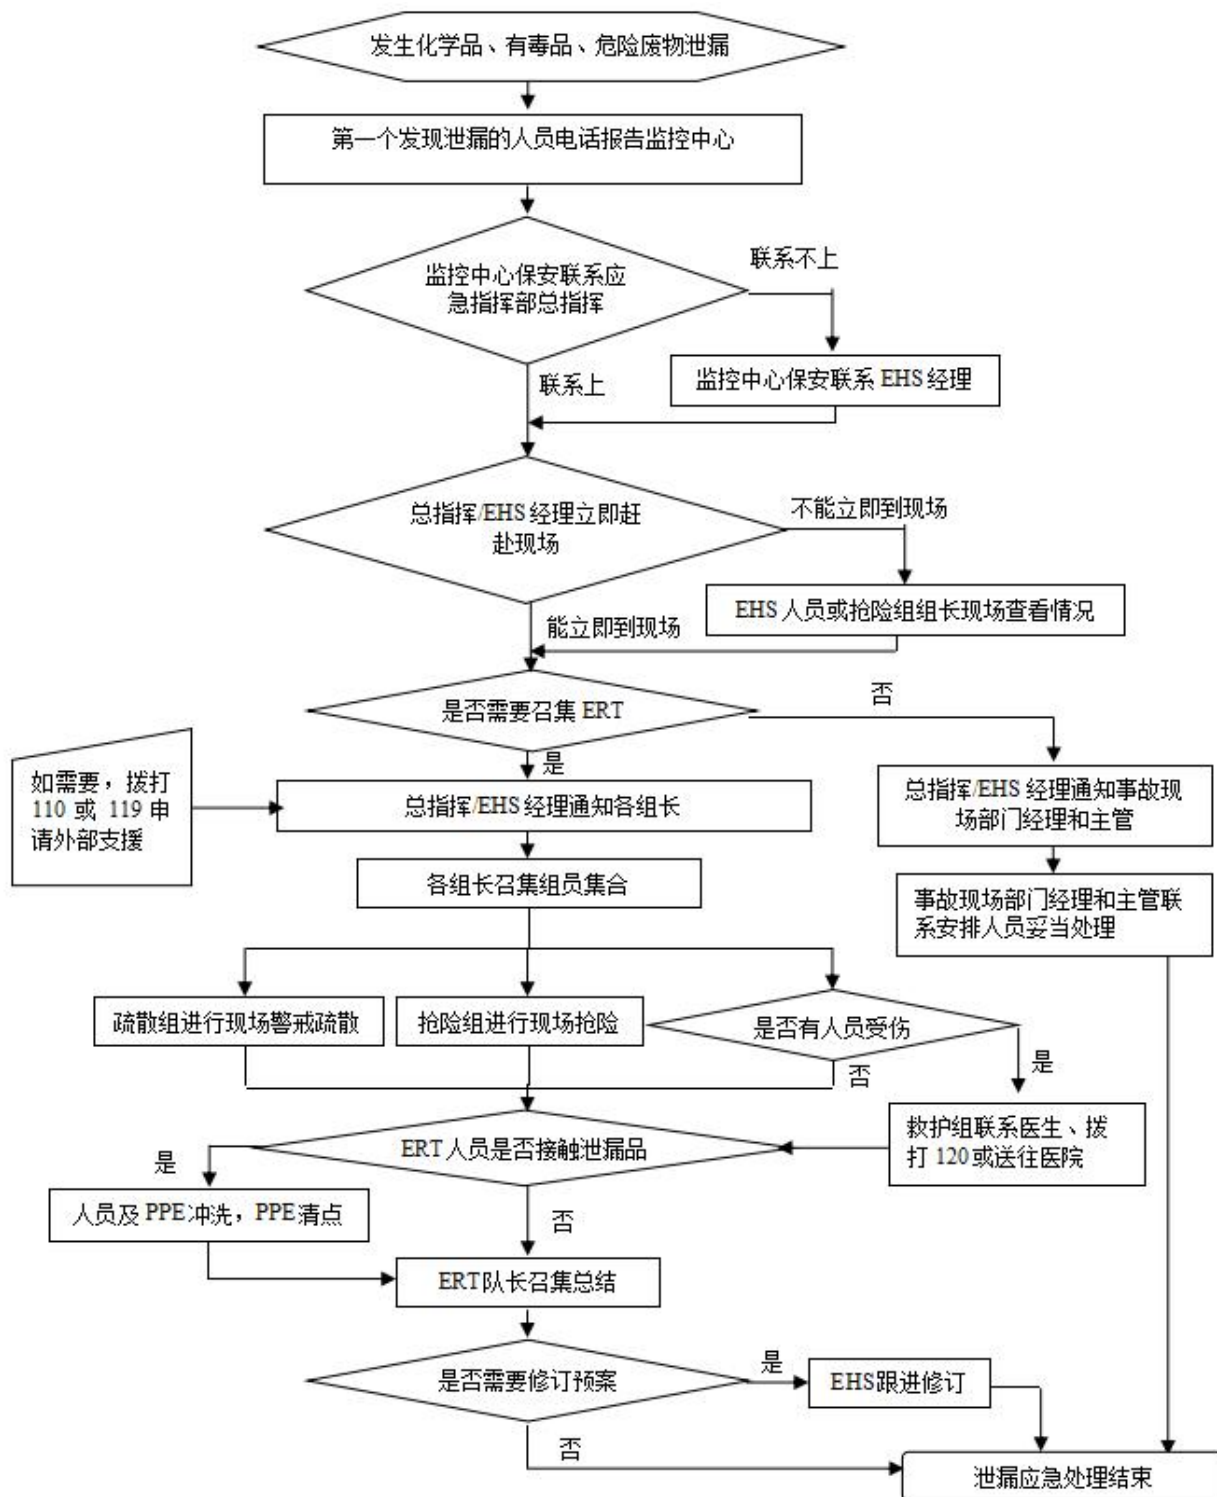 发生化学品、有毒品、危险废物泄漏
第一个发现泄漏的人员电话报告监控中心
监控中心保安联系应
急指挥部总指挥
联系不上
监控中心保安联系 EHS 经理
联系上
总指挥/EHS 经理立即赶
赴现场
不能立即到现场
EHS 人员或抢险组组长现场查看情况
能立即到现场
是否需要召集 ERT
否
是
如需要，拨打
110 或 119 申
请外部支援
总指挥/EHS 经理通知各组长
总指挥/EHS 经理通知事故现
场部门经理和主管
各组长召集组员集合
事故现场部门经理和主管联
系安排人员妥当处理
疏散组进行现场警戒疏散
抢险组进行现场抢险
是否有人员受伤
否
是
救护组联系医生、拨
打 120或送往医院
ERT 人员是否接触泄漏品
是
人员及 PPE 冲洗，PPE 清点
否
ERT 队长召集总结
是否需要修订预案
是
EHS跟进修订
否
泄漏应急处理结束